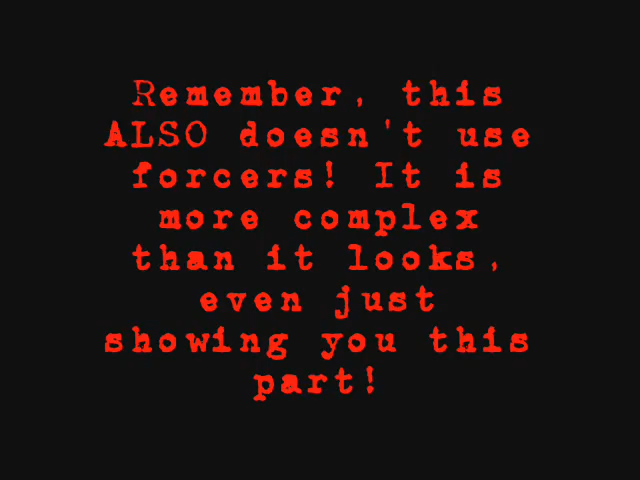 Remember, this
ALSO doesn't use
forcers! It is
more complex
than it looks,
even just
showing you this
part!